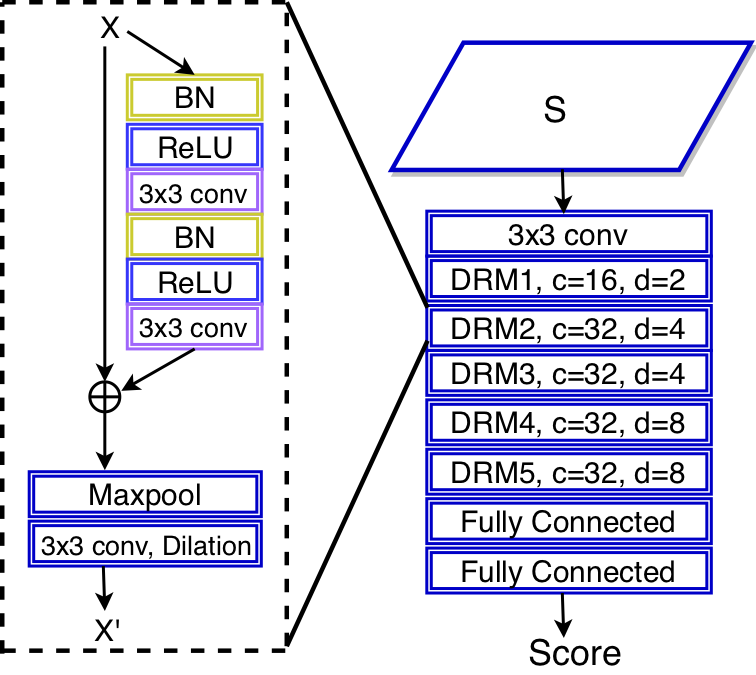 X
BN
ReLU
3x3 conv
BN
ReLU
3x3 conv
Maxpool
3x3 conv, Dilation
X'
S
3x3 conv
DRM1, c=16, d=2
DRM2, c=32, d=4
DRM3, c=32, d=4
DRM4, c=32, d=8
DRM5, c=32, d=8
Fully Connected
Fully Connected
Score